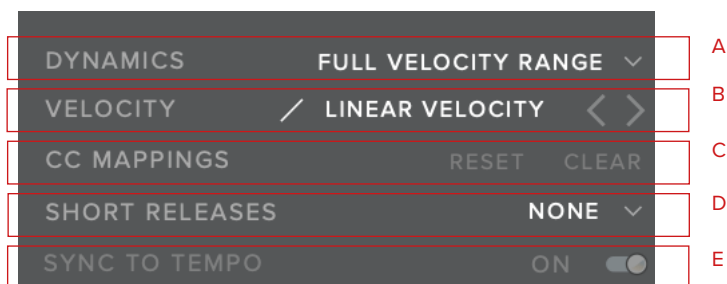 DYNAMICS FULL VELOCITY RANGE A
VELOCITY LINEAR VELOCITY B
CC MAPPINGS RESET CLEAR C
SHORT RELEASES NONE D
SYNC TO TEMPO ON E